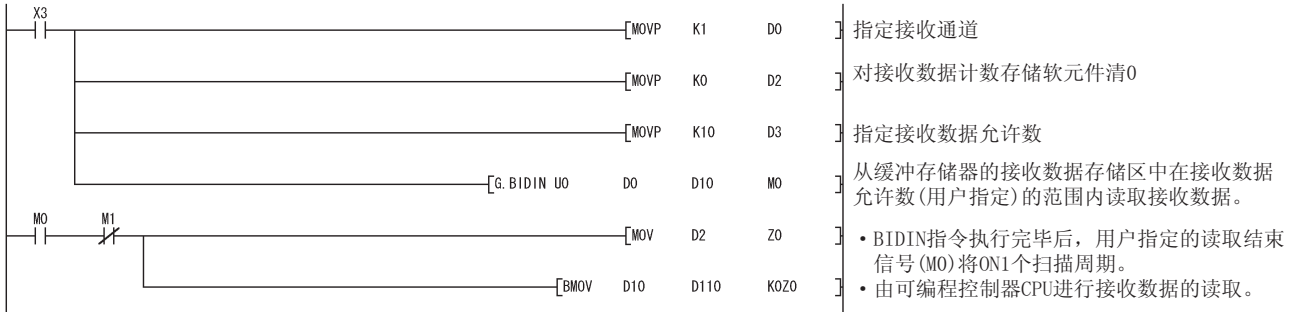 X3
[MOVP K1 D0 ] 指定接收通道
[MOVP K0 D2 ] 对接收数据计数存储软元件清0
[MOVP K10 D3 ] 指定接收数据允许数
[G.BIDIN U0 D0 D10 M0 ] 从缓冲存储器的接收数据存储区中在接收数据
允许数(用户指定)的范围内读取接收数据。
M0 M1
[MOV D2 Z0 ] ·BIDIN指令执行完毕后，用户指定的读取结束
信号(M0)将ON1个扫描周期。
[BMOV D10 D110 K0Z0 ] ·由可编程控制器CPU进行接收数据的读取。